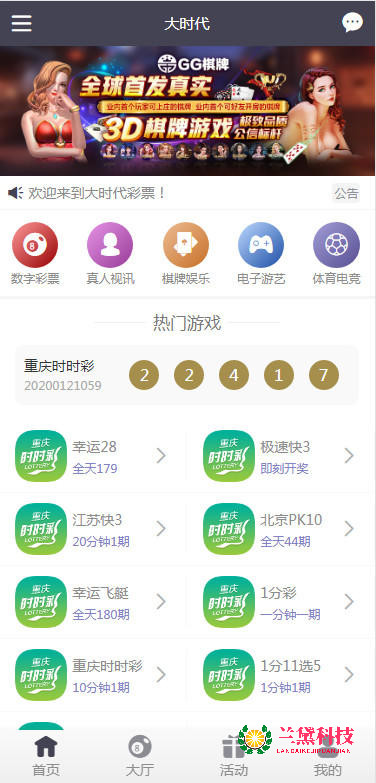 大时代
GG棋牌
全球首发真实
业内首个玩家可上庄的棋牌 业内首个可好友开房的棋牌
3D棋牌游戏 极致品质 公信标杆
欢迎来到大时代彩票！ 公告
数字彩票 真人视讯 棋牌娱乐 电子游艺 体育电竞
热门游戏
重庆时时彩
20200121059
2 2 4 1 7
重庆 时时彩 LOTTERY 幸运28 全天179
重庆 时时彩 LOTTERY 极速快3 即刻开奖
重庆 时时彩 LOTTERY 江苏快3 20分钟1期
重庆 时时彩 LOTTERY 北京PK10 全天44期
重庆 时时彩 LOTTERY 幸运飞艇 全天180期
重庆 时时彩 LOTTERY 1分彩 一分钟一期
重庆 时时彩 LOTTERY 重庆时时彩 10分钟1期
重庆 时时彩 LOTTERY 1分11选5 1分钟1期
兰黛科技
LANDAIKEJIYUANMA
首页 大厅 活动 我的